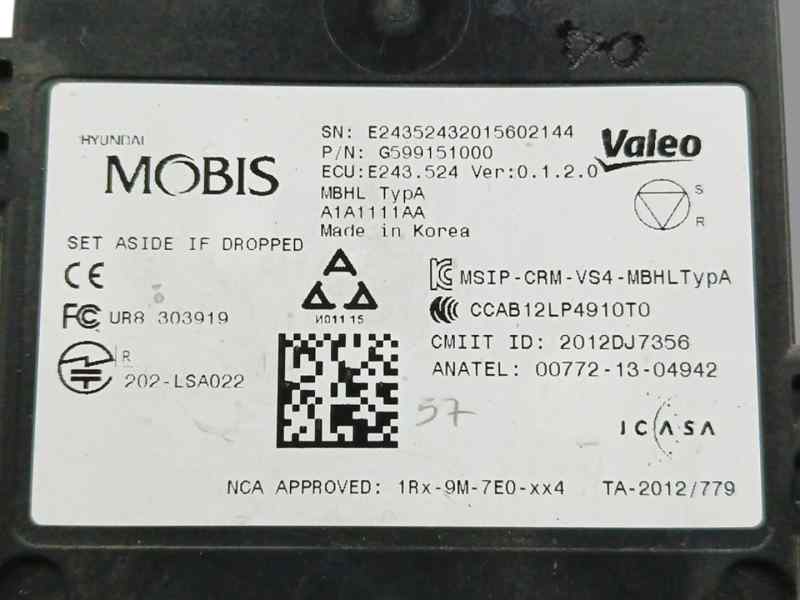 HYUNDAI
MOBIS
SN: E24352432015602144
P/N: G599151000
ECU:E243.524 Ver:0.1.2.0
MBHL TypA
A1A1111AA
Made in Korea
Valeo
S
R
SET ASIDE IF DROPPED
CE
FC UR8 303919
R
202-LSA022
A
A A
N011 15
MSIP-CRM-VS4-MBHLTypA
CCAB12LP4910T0
CMIIT ID: 2012DJ7356
ANATEL: 00772-13-04942
57
ICASA
NCA APPROVED: 1Rx-9M-7E0-xx4
TA-2012/779